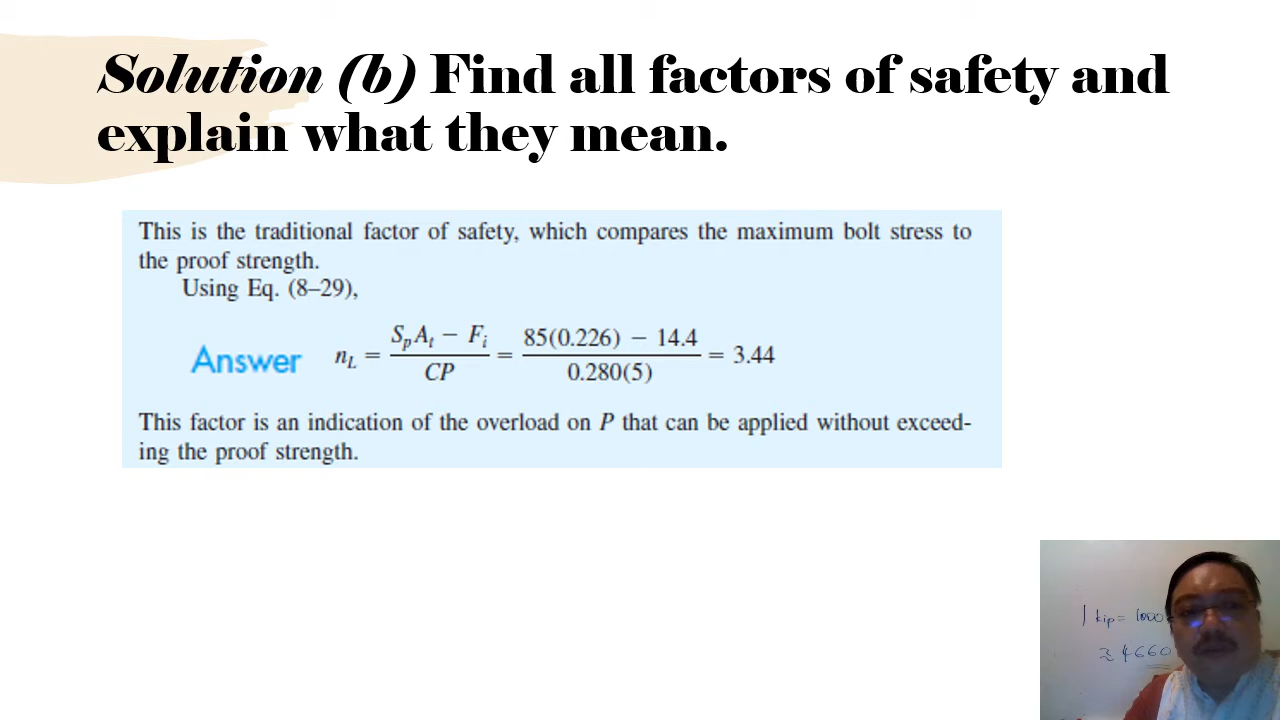 Solution (b) Find all factors of safety and
explain what they mean.
This is the traditional factor of safety, which compares the maximum bolt stress to
the proof strength.
Using Eq. (8–29),
Answer n_L = (S_pA_t − F_i)/CP = (85(0.226) − 14.4)/0.280(5) = 3.44
This factor is an indication of the overload on P that can be applied without exceed-
ing the proof strength.
1 kip = 1000
≈ 4660